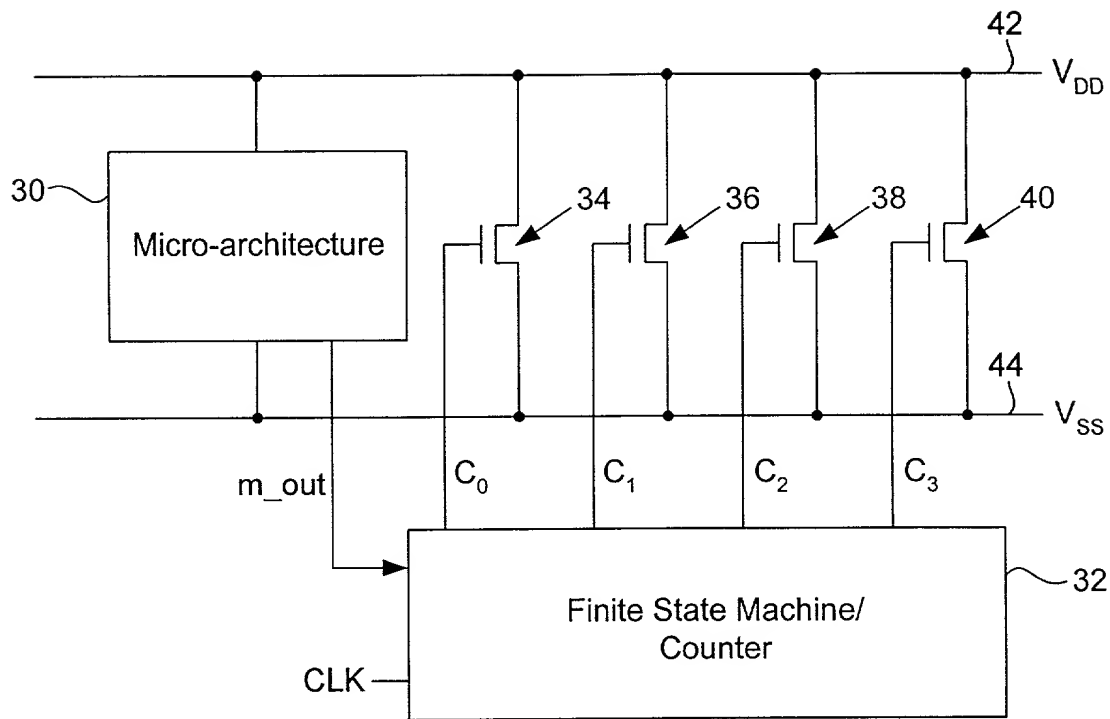 42
V_DD
30
Micro-architecture
34
36
38
40
44
V_SS
m_out
C_0
C_1
C_2
C_3
32
Finite State Machine/
Counter
CLK